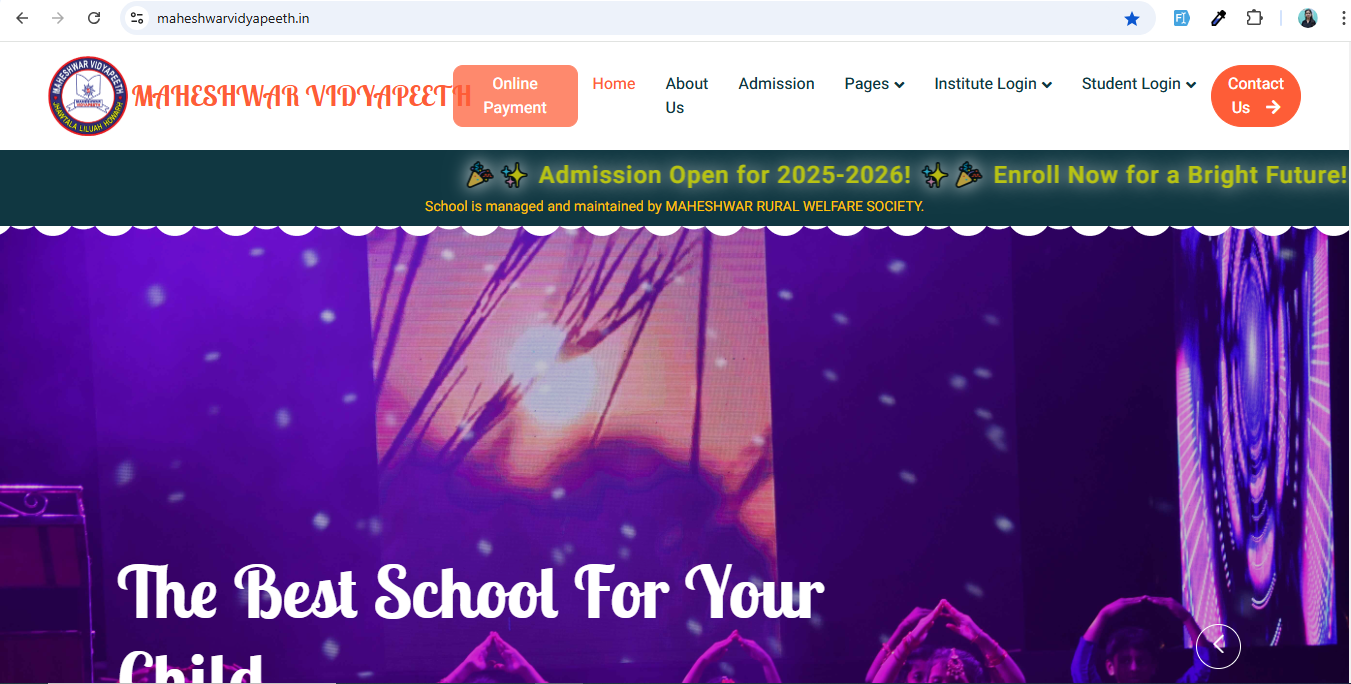 maheshwarvidyapeeth.in
MAHESHWAR VIDYAPEETH
JHAWTALA LILUAH HOWRAH
MAHESHWAR VIDYAPEETH
Online
Payment
Home
About
Us
Admission
Pages
Institute Login
Student Login
Contact
Us
Admission Open for 2025-2026! Enroll Now for a Bright Future!
School is managed and maintained by MAHESHWAR RURAL WELFARE SOCIETY.
The Best School For Your
Child